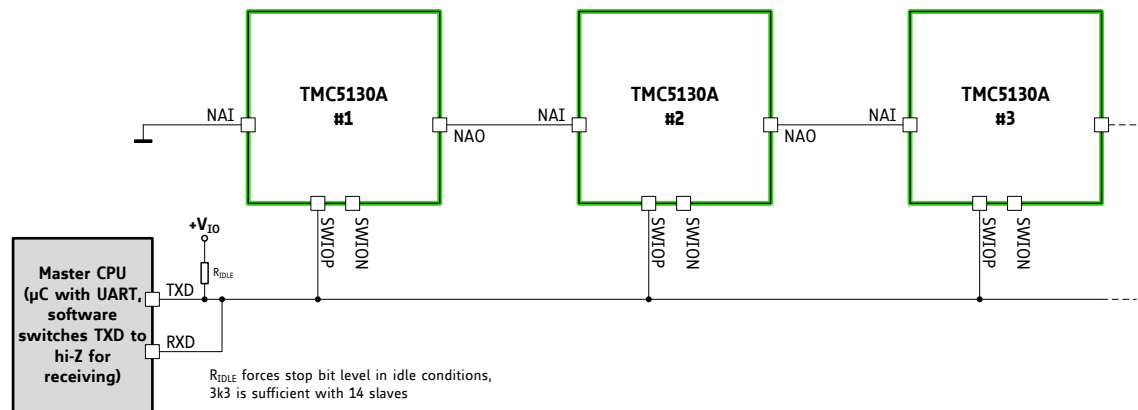 TMC5130A
#1
TMC5130A
#2
TMC5130A
#3
NAI
NAO
NAI
NAO
NAI
SWIOP
SWION
SWIOP
SWION
SWIOP
SWION
+VIO
RIDLE
Master CPU
(µC with UART,
software
switches TXD to
hi-Z for
receiving)
TXD
RXD
RIDLE forces stop bit level in idle conditions,
3k3 is sufficient with 14 slaves